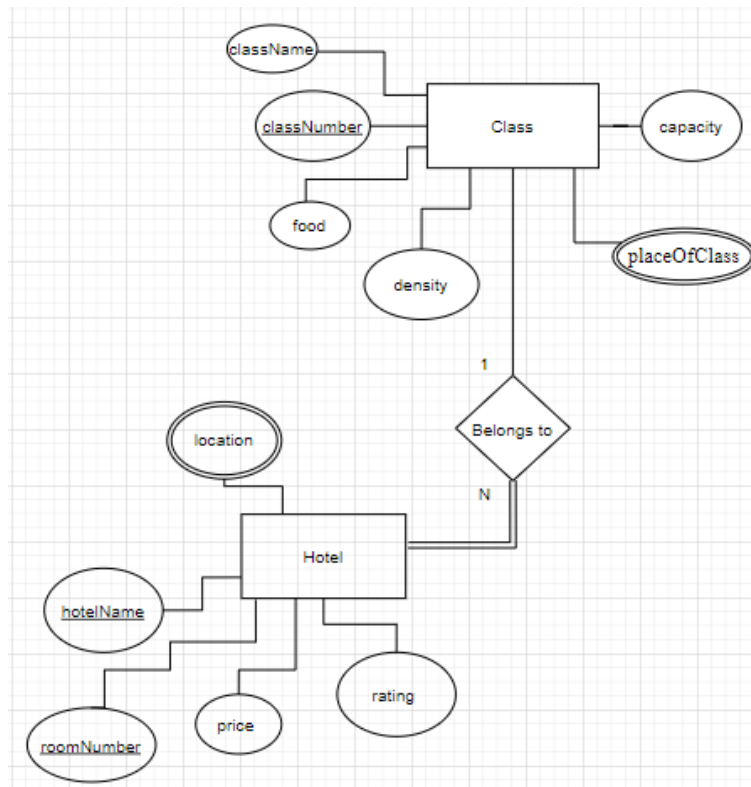 className
classNumber
Class
capacity
food
density
placeOfClass
1
Belongs to
N
location
Hotel
hotelName
roomNumber
price
rating